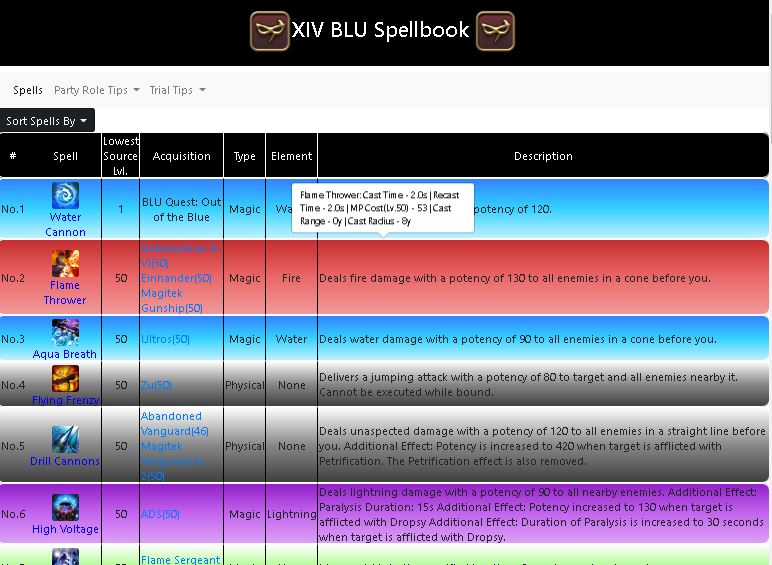 XIV BLU Spellbook
Spells Party Role Tips Trial Tips
Sort Spells By
# Spell Lowest Source Lvl. Acquisition Type Element Description
No.1 Water Cannon 1 BLU Quest: Out of the Blue Magic potency of 120.
Flame Thrower: Cast Time - 2.0s | Recast
Time - 2.0s | MP Cost(Lv.50) - 53 | Cast
Range - 0y | Cast Radius - 8y
No.2 Flame Thrower 50 VI(50) Einhander(50) Magitek Gunship(50) Magic Fire Deals fire damage with a potency of 130 to all enemies in a cone before you.
No.3 Aqua Breath 50 Ultros(50) Magic Water Deals water damage with a potency of 90 to all enemies in a cone before you.
No.4 Flying Frenzy 50 Zu(50) Physical None Delivers a jumping attack with a potency of 80 to target and all enemies nearby it.
Cannot be executed while bound.
No.5 Drill Cannons 50 Abandoned Vanguard(46) Magitek 2(50) Physical None Deals unaspected damage with a potency of 120 to all enemies in a straight line before
you. Additional Effect: Potency is increased to 420 when target is afflicted with
Petrification. The Petrification effect is also removed.
No.6 High Voltage 50 ADS(50) Magic Lightning Deals lightning damage with a potency of 90 to all nearby enemies. Additional Effect:
Paralysis Duration: 15s Additional Effect: Potency increased to 130 when target is
afflicted with Dropsy Additional Effect: Duration of Paralysis is increased to 30 seconds
when target is afflicted with Dropsy.
Flame Sergeant